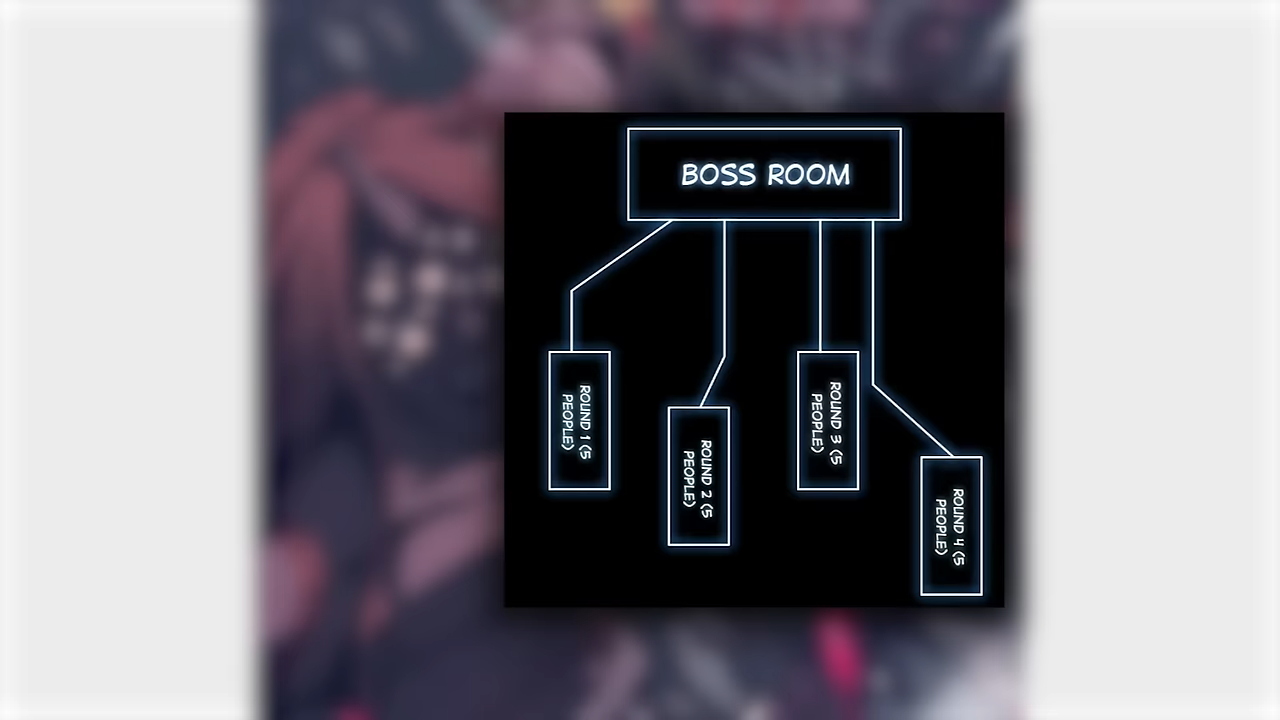 BOSS ROOM
ROUND 1 (5
PEOPLE)
ROUND 2 (5
PEOPLE)
ROUND 3 (5
PEOPLE)
ROUND 4 (5
PEOPLE)